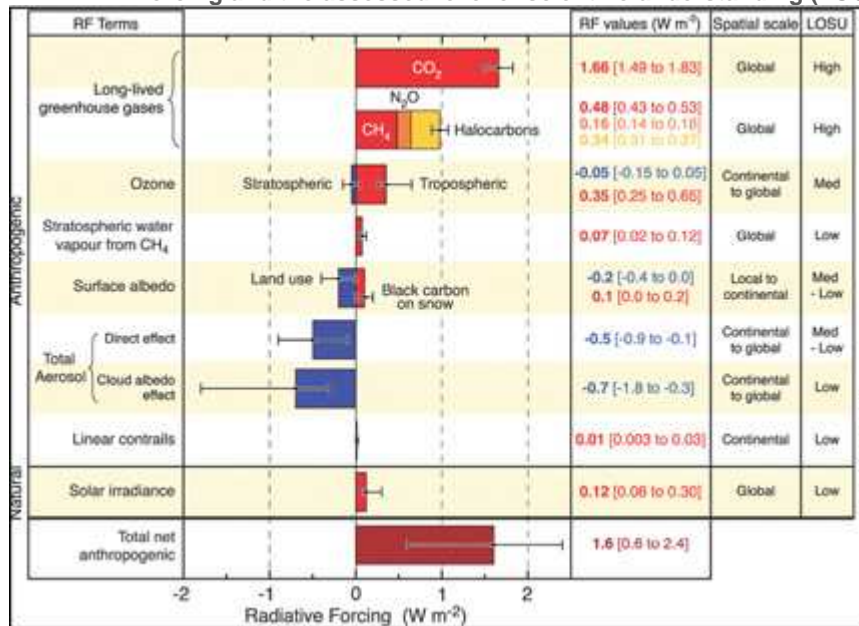 RF Terms
RF values (W m⁻²)
Spatial scale
LOSU
Anthropogenic
Long-lived
greenhouse gases
CO₂
1.66 [1.49 to 1.83]
Global
High
N₂O
CH₄
Halocarbons
0.48 [0.43 to 0.53]
0.16 [0.14 to 0.18]
0.34 [0.31 to 0.37]
Global
High
Ozone
Stratospheric
Tropospheric
-0.05 [-0.15 to 0.05]
0.35 [0.25 to 0.65]
Continental
to global
Med
Stratospheric water
vapour from CH₄
0.07 [0.02 to 0.12]
Global
Low
Surface albedo
Land use
Black carbon
on snow
-0.2 [-0.4 to 0.0]
0.1 [0.0 to 0.2]
Local to
continental
Med
- Low
Total
Aerosol
Direct effect
-0.5 [-0.9 to -0.1]
Continental
to global
Med
- Low
Cloud albedo
effect
-0.7 [-1.8 to -0.3]
Continental
to global
Low
Linear contrails
0.01 [0.003 to 0.03]
Continental
Low
Natural
Solar irradiance
0.12 [0.06 to 0.30]
Global
Low
Total net
anthropogenic
1.6 [0.6 to 2.4]
-2 -1 0 1 2
Radiative Forcing (W m⁻²)